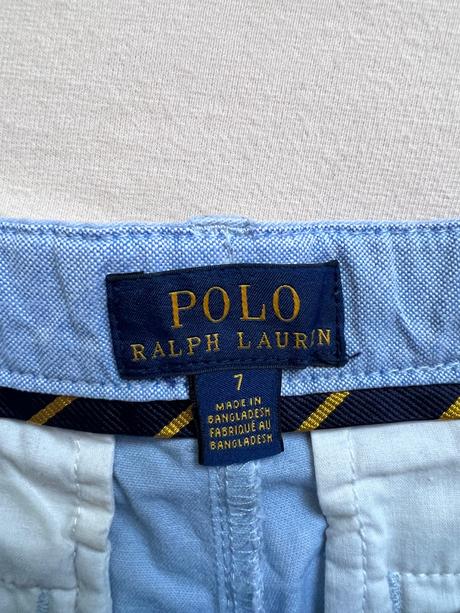 POLO
RALPH LAUREN
7
MADE IN
BANGLADESH
FABRIQUÉ AU
BANGLADESH